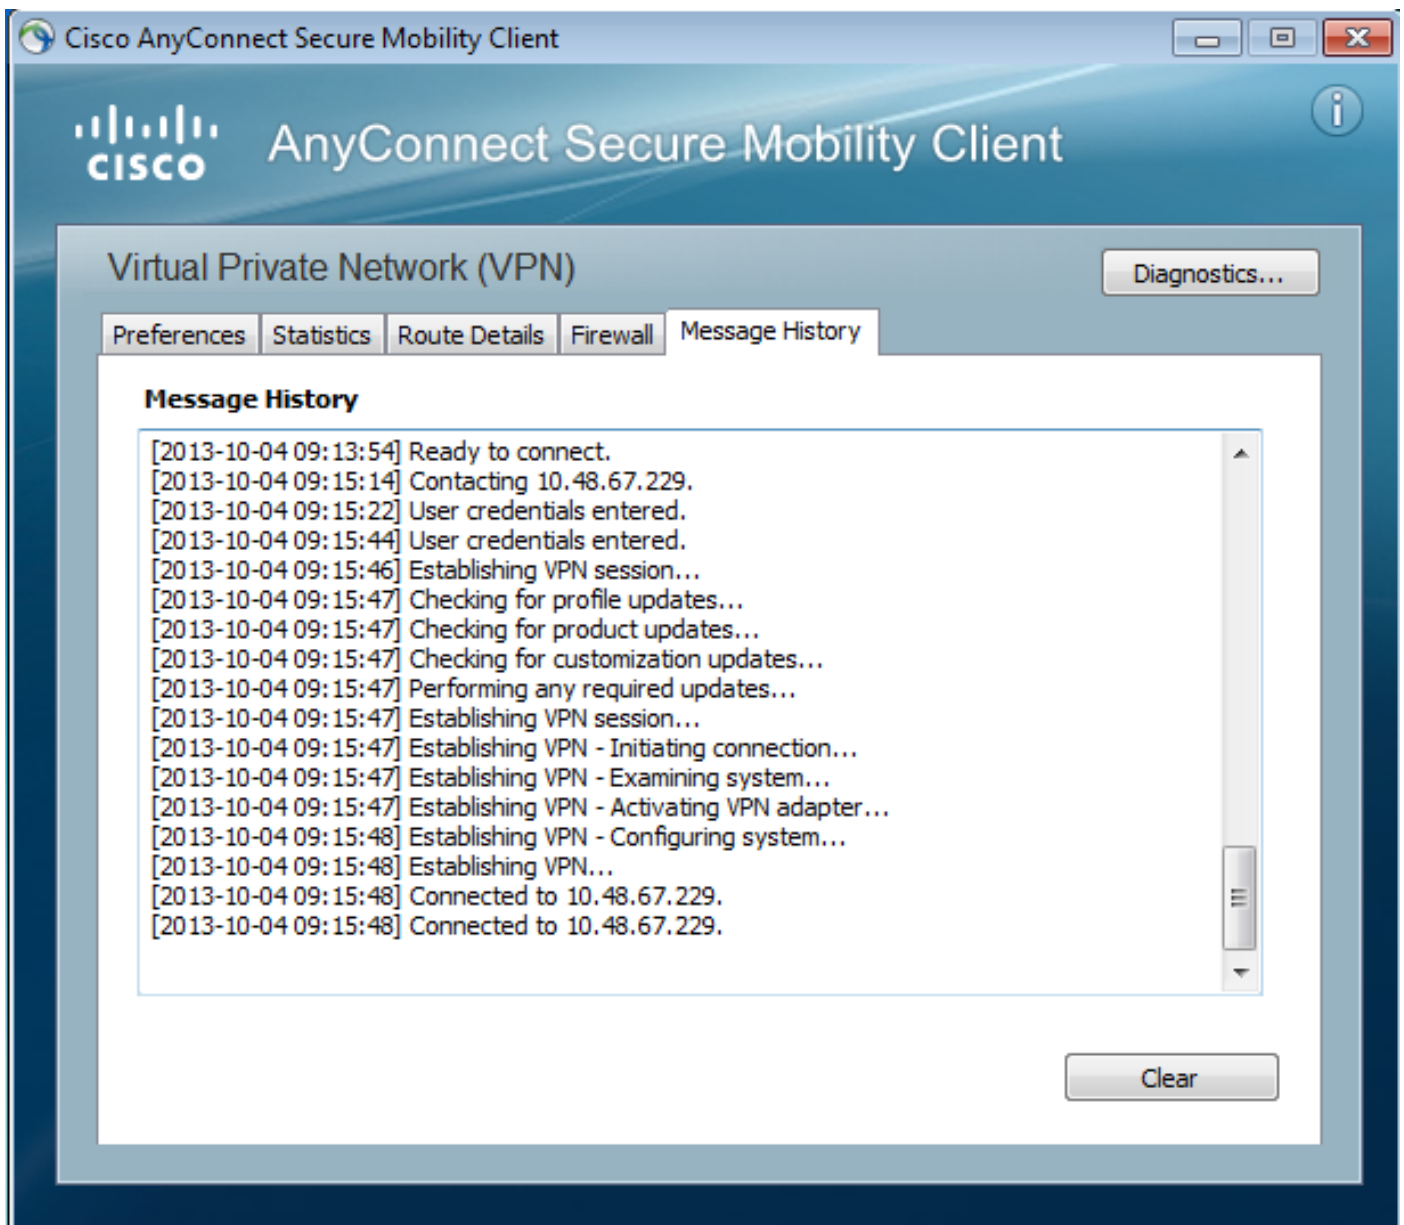 Cisco AnyConnect Secure Mobility Client
CISCO
AnyConnect Secure Mobility Client
i
Virtual Private Network (VPN)
Diagnostics...
Preferences
Statistics
Route Details
Firewall
Message History
Message History
[2013-10-04 09:13:54] Ready to connect.
[2013-10-04 09:15:14] Contacting 10.48.67.229.
[2013-10-04 09:15:22] User credentials entered.
[2013-10-04 09:15:44] User credentials entered.
[2013-10-04 09:15:46] Establishing VPN session...
[2013-10-04 09:15:47] Checking for profile updates...
[2013-10-04 09:15:47] Checking for product updates...
[2013-10-04 09:15:47] Checking for customization updates...
[2013-10-04 09:15:47] Performing any required updates...
[2013-10-04 09:15:47] Establishing VPN session...
[2013-10-04 09:15:47] Establishing VPN - Initiating connection...
[2013-10-04 09:15:47] Establishing VPN - Examining system...
[2013-10-04 09:15:47] Establishing VPN - Activating VPN adapter...
[2013-10-04 09:15:48] Establishing VPN - Configuring system...
[2013-10-04 09:15:48] Establishing VPN...
[2013-10-04 09:15:48] Connected to 10.48.67.229.
[2013-10-04 09:15:48] Connected to 10.48.67.229.
Clear